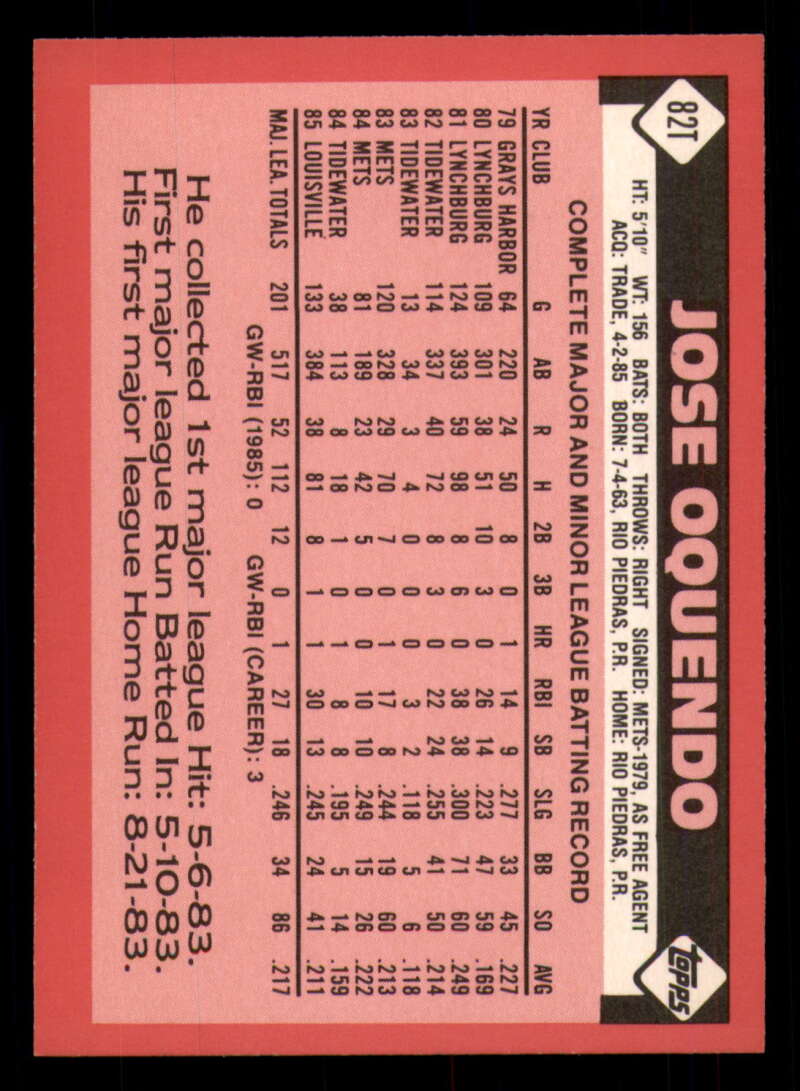 82T
JOSE OQUENDO
topps
HT: 5'10" WT: 156 BATS: BOTH THROWS: RIGHT SIGNED: METS-1979, AS FREE AGENT
ACQ: TRADE, 4-2-85 BORN: 7-4-63, RIO PIEDRAS, P.R. HOME: RIO PIEDRAS, P.R.
COMPLETE MAJOR AND MINOR LEAGUE BATTING RECORD
YR CLUB G AB R H 2B 3B HR RBI SB SLG BB SO AVG
79 GRAYS HARBOR 64 220 24 50 8 0 1 14 9 .277 33 45 .227
80 LYNCHBURG 109 301 38 51 10 3 0 26 14 .223 47 59 .169
81 LYNCHBURG 124 393 59 98 8 6 0 38 38 .300 71 60 .249
82 TIDEWATER 114 337 40 72 8 3 0 22 24 .255 41 50 .214
83 TIDEWATER 13 34 3 4 0 0 0 3 2 .118 5 6 .118
83 METS 120 328 29 70 7 0 1 17 8 .244 19 60 .213
84 METS 81 189 23 42 5 0 0 10 10 .249 15 26 .222
84 TIDEWATER 38 113 8 18 1 0 1 8 8 .195 5 14 .159
85 LOUISVILLE 133 384 38 81 8 1 1 30 13 .245 24 41 .211
MAJ. LEA. TOTALS 201 517 52 112 12 0 1 27 18 .246 34 86 .217
GW-RBI (1985): 0 GW-RBI (CAREER): 3
He collected 1st major league Hit: 5-6-83.
First major league Run Batted In: 5-10-83.
His first major league Home Run: 8-21-83.